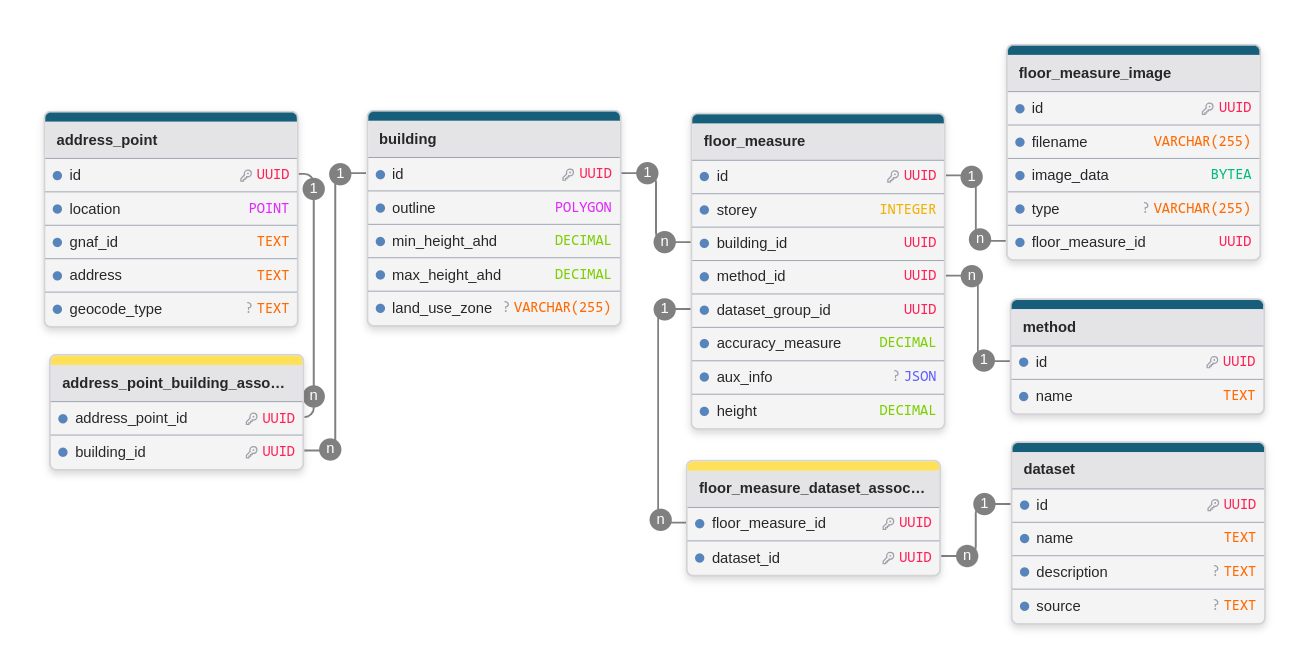 address_point
id UUID
location POINT
gnaf_id TEXT
address TEXT
geocode_type ? TEXT
address_point_building_asso...
address_point_id UUID
building_id UUID
1
n
1
n
building
id UUID
outline POLYGON
min_height_ahd DECIMAL
max_height_ahd DECIMAL
land_use_zone ? VARCHAR(255)
1
n
floor_measure
id UUID
storey INTEGER
building_id UUID
method_id UUID
dataset_group_id UUID
accuracy_measure DECIMAL
aux_info ? JSON
height DECIMAL
1
n
floor_measure_dataset_assoc...
floor_measure_id UUID
dataset_id UUID
1
n
n
1
1
n
floor_measure_image
id UUID
filename VARCHAR(255)
image_data BYTEA
type ? VARCHAR(255)
floor_measure_id UUID
method
id UUID
name TEXT
dataset
id UUID
name TEXT
description ? TEXT
source ? TEXT